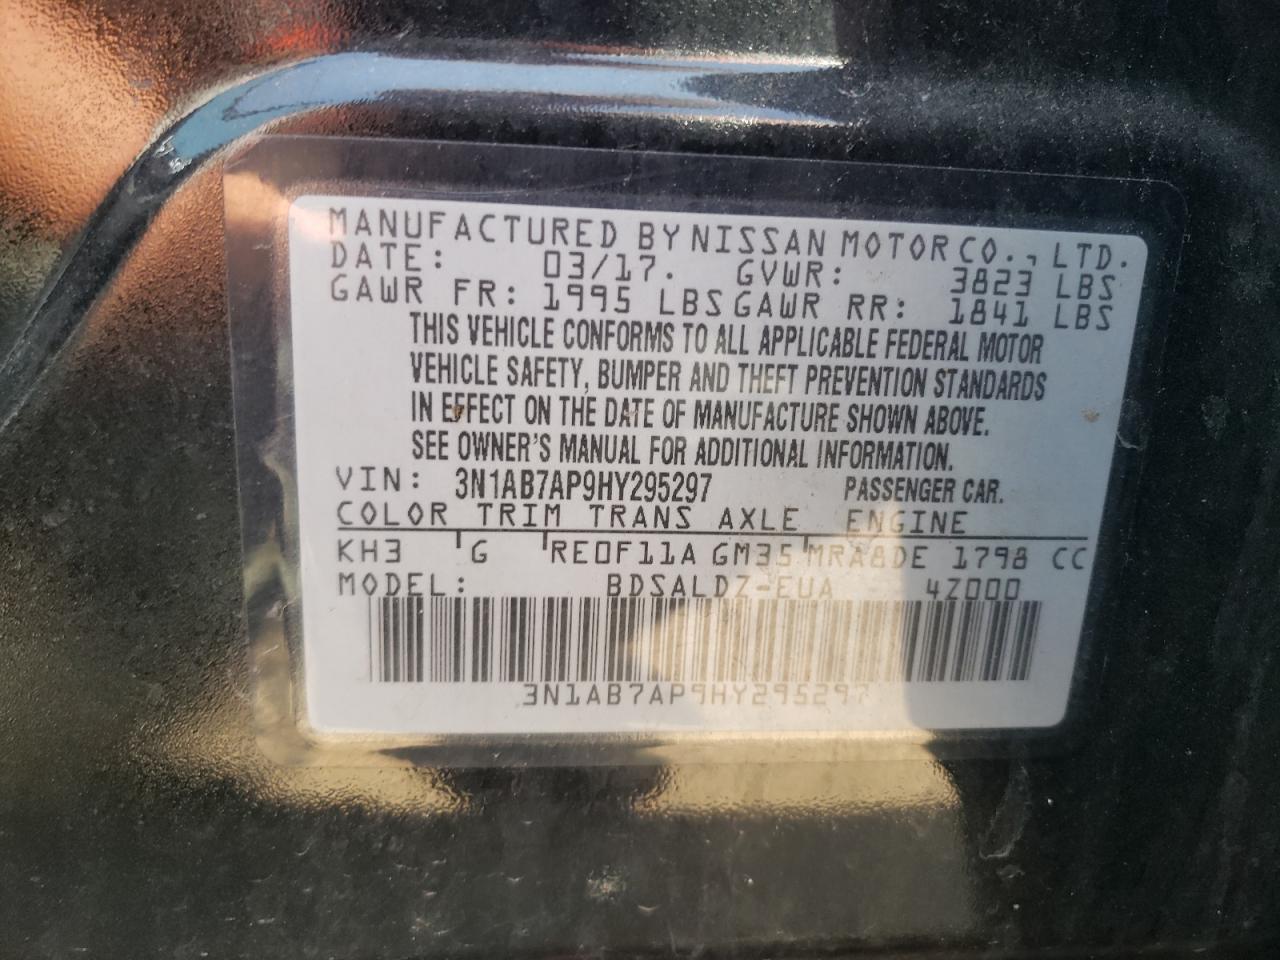 MANUFACTURED BY NISSAN MOTOR CO., LTD.
DATE: 03/17. GVWR: 3823 LBS
GAWR FR: 1995 LBS GAWR RR: 1841 LBS
THIS VEHICLE CONFORMS TO ALL APPLICABLE FEDERAL MOTOR
VEHICLE SAFETY, BUMPER AND THEFT PREVENTION STANDARDS
IN EFFECT ON THE DATE OF MANUFACTURE SHOWN ABOVE.
SEE OWNER'S MANUAL FOR ADDITIONAL INFORMATION.
VIN: 3N1AB7AP9HY295297 PASSENGER CAR.
COLOR TRIM TRANS AXLE ENGINE
KH3 G RE0F11A GM35 MRA8DE 1798 CC
MODEL: BDSALDZ-EUA - 4Z000
3N1AB7AP9HY295297